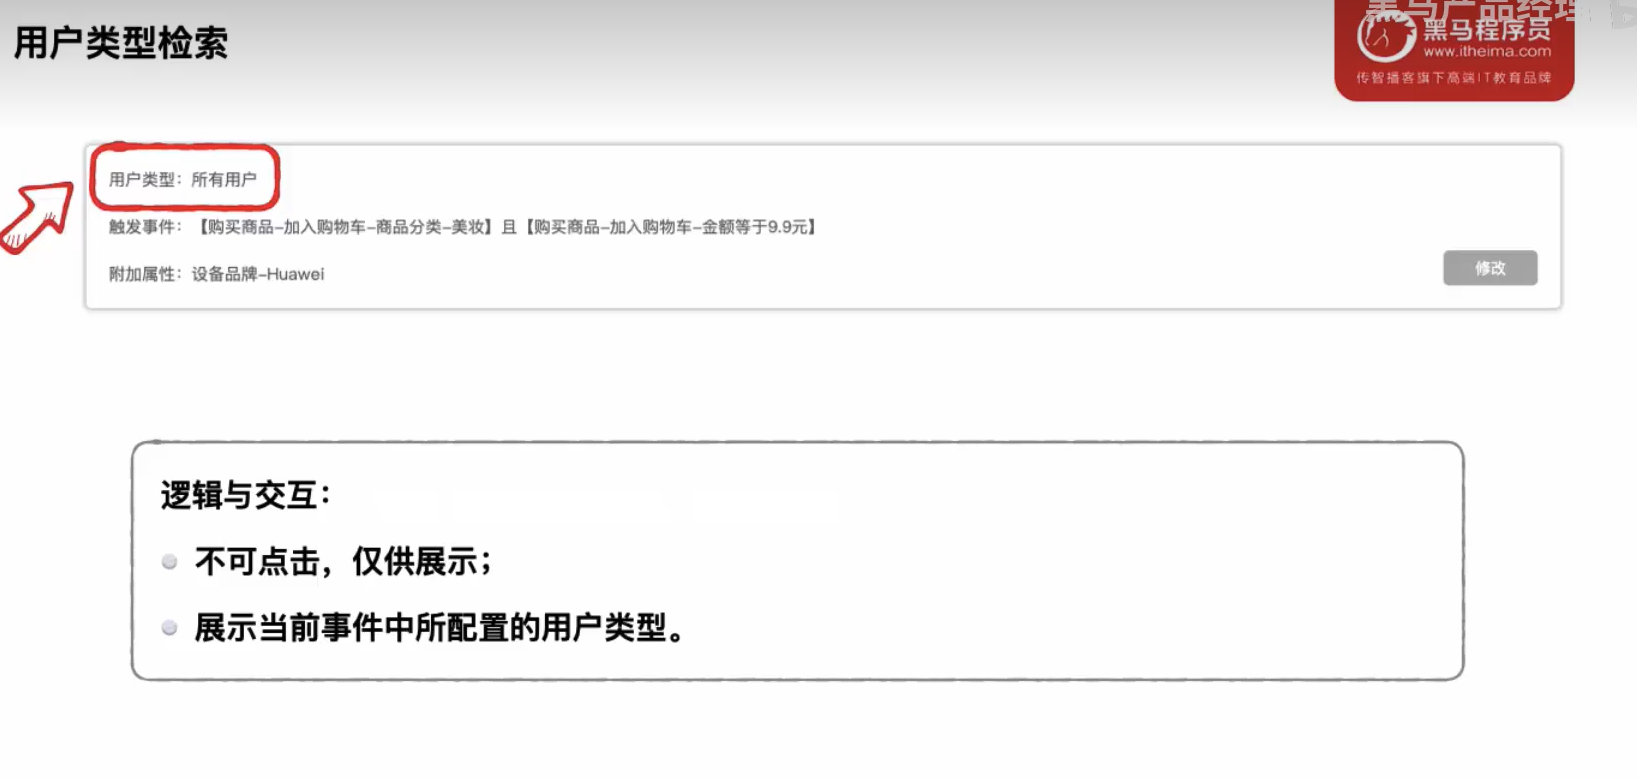 用户类型检索
黑马产品经理
黑马程序员
www.itheima.com
传智播客旗下高端IT教育品牌
用户类型：所有用户
触发事件：【购买商品-加入购物车-商品分类-美妆】且【购买商品-加入购物车-金额等于9.9元】
附加属性：设备品牌-Huawei
修改
逻辑与交互：
不可点击，仅供展示；
展示当前事件中所配置的用户类型。